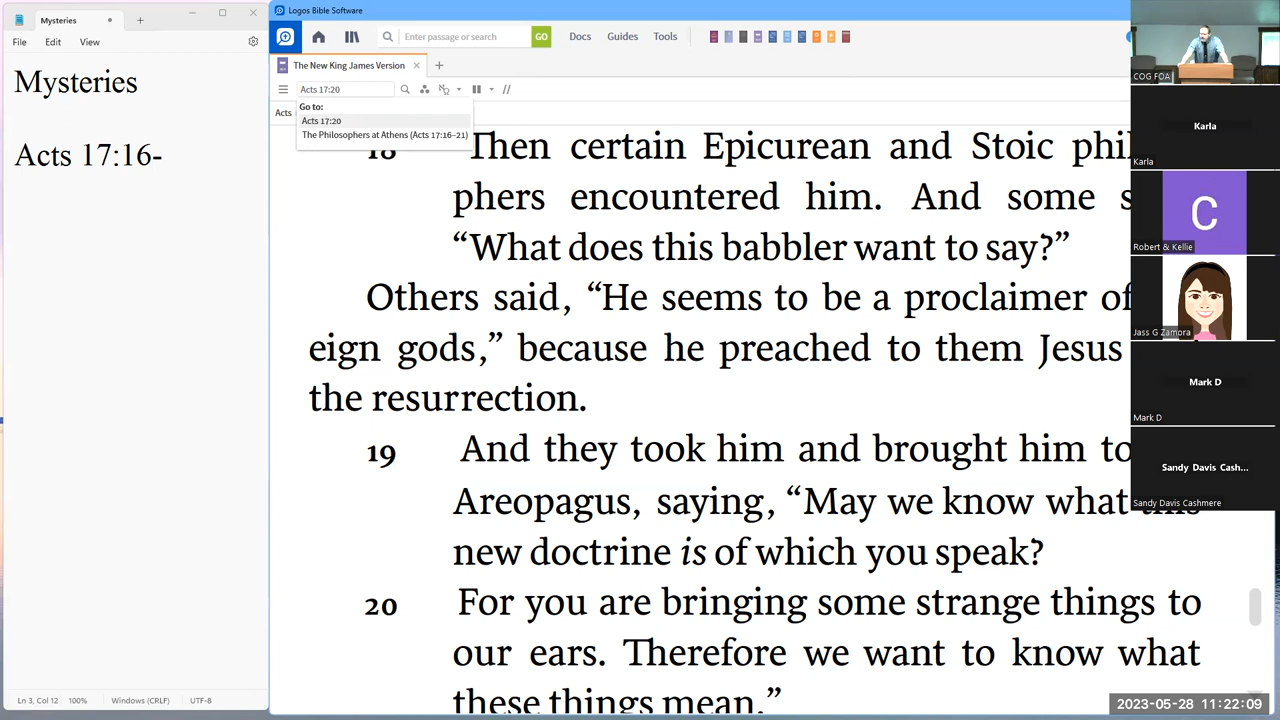 Mysteries
File Edit View
Mysteries
Acts 17:16-
Ln 3, Col 12 100% Windows (CRLF) UTF-8
Logos Bible Software
Enter passage or search GO Docs Guides Tools
The New King James Version
Acts 17:20
Go to:
Acts
Acts 17:20
The Philosophers at Athens (Acts 17:16–21)
18 Then certain Epicurean and Stoic phil
phers encountered him. And some s
“What does this babbler want to say?”
Others said, “He seems to be a proclaimer of
eign gods,” because he preached to them Jesus
the resurrection.
19 And they took him and brought him to
Areopagus, saying, “May we know what this
new doctrine is of which you speak?
20 For you are bringing some strange things to
our ears. Therefore we want to know what
these things mean.”
COG FOA
Karla
Karla
C
Robert & Kellie
Jass G Zamora
Mark D
Mark D
Sandy Davis Cash...
Sandy Davis Cashmere
2023-05-28 11:22:09